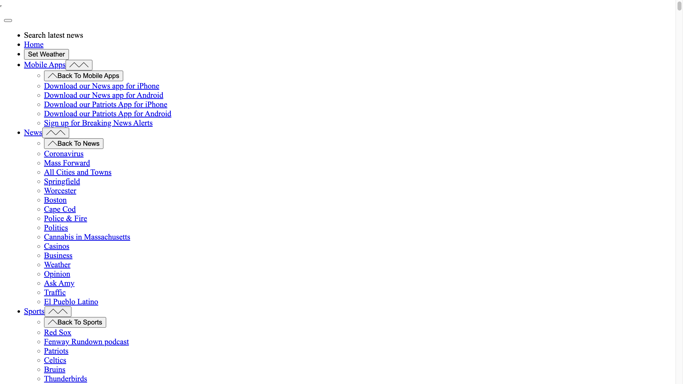 Search latest news
Home
Set Weather
Mobile Apps
Back To Mobile Apps
Download our News app for iPhone
Download our News app for Android
Download our Patriots App for iPhone
Download our Patriots App for Android
Sign up for Breaking News Alerts
News
Back To News
Coronavirus
Mass Forward
All Cities and Towns
Springfield
Worcester
Boston
Cape Cod
Police & Fire
Politics
Cannabis in Massachusetts
Casinos
Business
Weather
Opinion
Ask Amy
Traffic
El Pueblo Latino
Sports
Back To Sports
Red Sox
Fenway Rundown podcast
Patriots
Celtics
Bruins
Thunderbirds